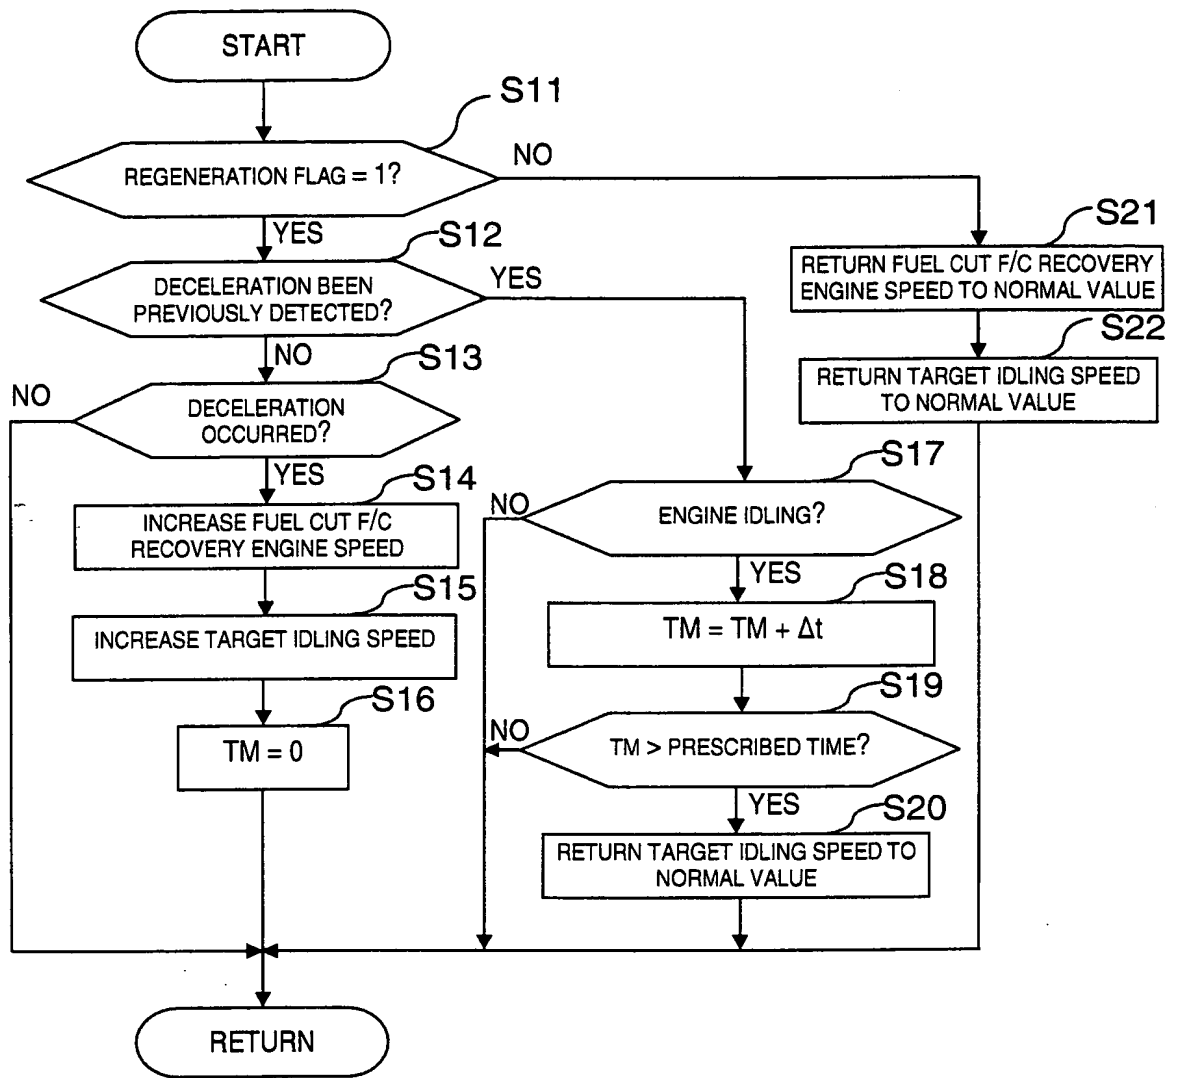 START
S11
REGENERATION FLAG = 1?
NO
YES
S12
DECELERATION BEEN
PREVIOUSLY DETECTED?
YES
NO
S13
DECELERATION
OCCURRED?
NO
YES
S14
INCREASE FUEL CUT F/C
RECOVERY ENGINE SPEED
S15
INCREASE TARGET IDLING SPEED
S16
TM = 0
S17
ENGINE IDLING?
NO
YES
S18
TM = TM + Δt
S19
TM > PRESCRIBED TIME?
NO
YES
S20
RETURN TARGET IDLING SPEED TO
NORMAL VALUE
S21
RETURN FUEL CUT F/C RECOVERY
ENGINE SPEED TO NORMAL VALUE
S22
RETURN TARGET IDLING SPEED
TO NORMAL VALUE
RETURN